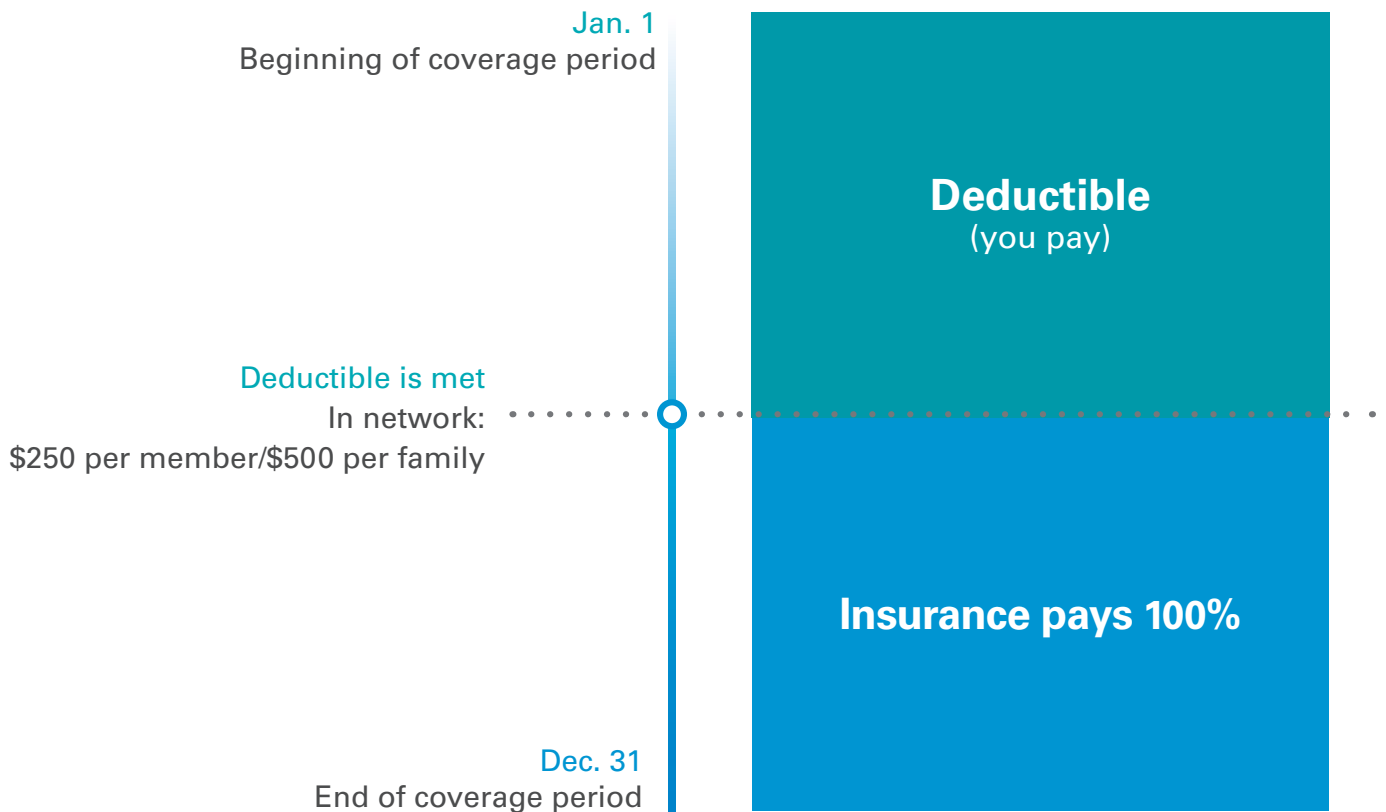 Jan. 1
Beginning of coverage period
Deductible
(you pay)
Deductible is met
In network:
$250 per member/$500 per family
Insurance pays 100%
Dec. 31
End of coverage period